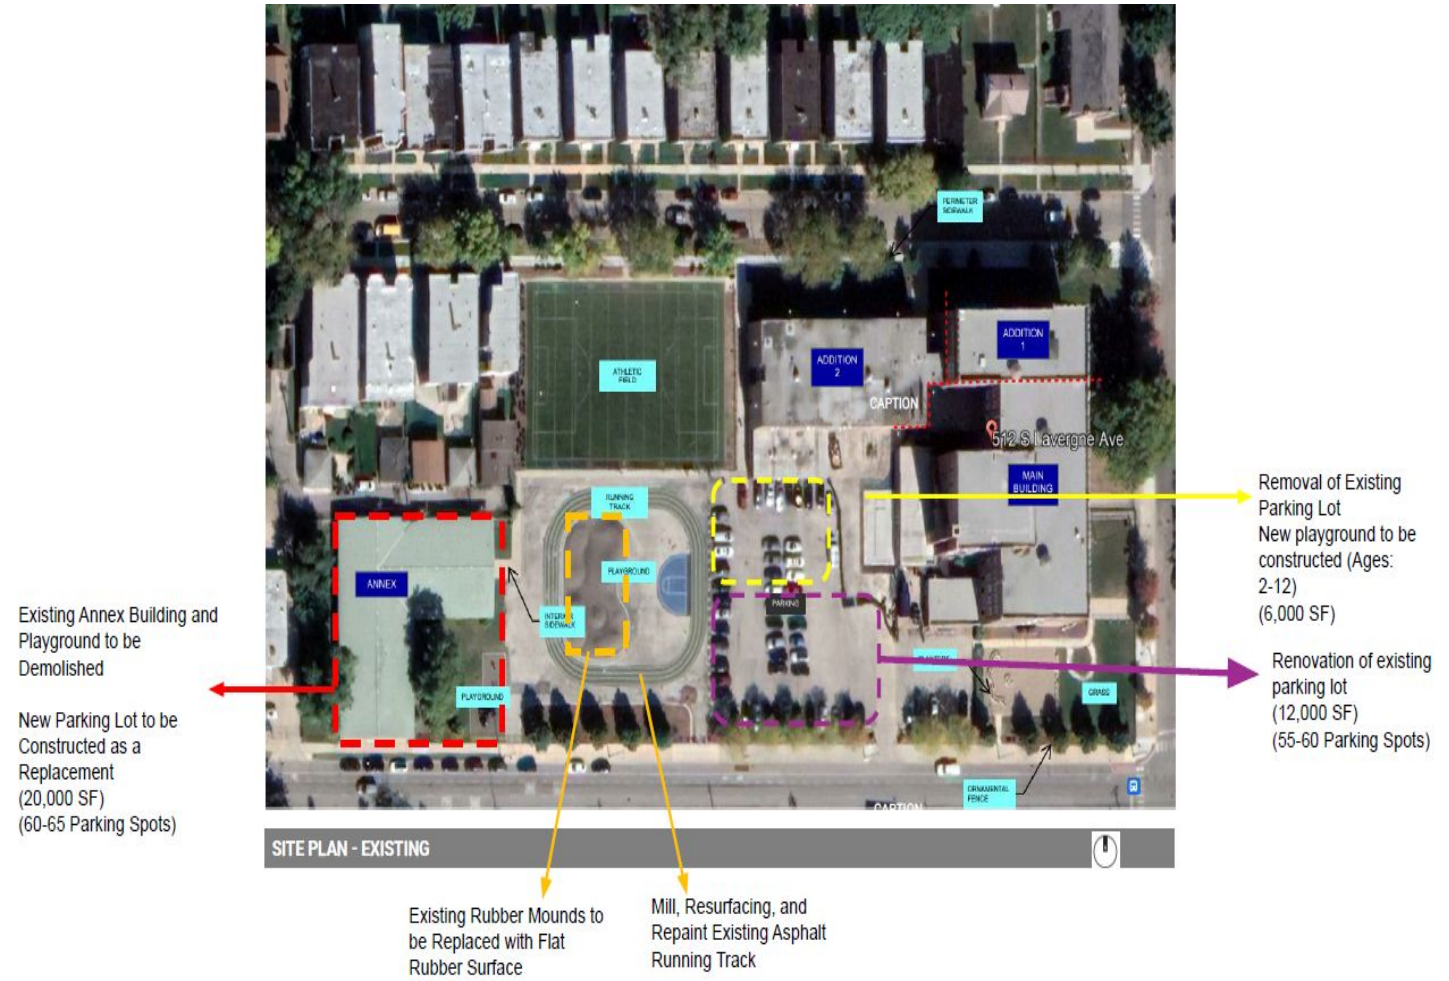 PERIMETER
SIDEWALK
ADDITION
1
ADDITION
2
ATHLETIC
FIELD
CAPTION
512 S Lavergne Ave
MAIN
BUILDING
RUNNING
TRACK
PLAYGROUND
ANNEX
INTERIOR
SIDEWALK
PARKING
PLANTERS
PLAYGROUND
GRASS
ORNAMENTAL
FENCE
CAPTION
Existing Annex Building and
Playground to be
Demolished
New Parking Lot to be
Constructed as a
Replacement
(20,000 SF)
(60-65 Parking Spots)
Removal of Existing
Parking Lot
New playground to be
constructed (Ages:
2-12)
(6,000 SF)
Renovation of existing
parking lot
(12,000 SF)
(55-60 Parking Spots)
SITE PLAN - EXISTING
Existing Rubber Mounds to
be Replaced with Flat
Rubber Surface
Mill, Resurfacing, and
Repaint Existing Asphalt
Running Track